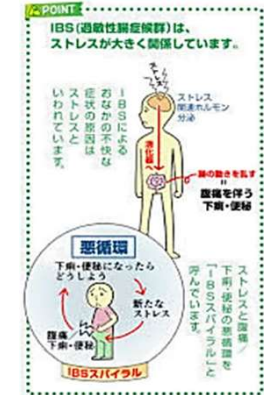 POINT
IBS(過敏性腸症候群)は、
ストレスが大きく関係しています。
IBSによる
おなかの不快な
症状の原因は
ストレスと
いわれています。
ストレス
ストレス
関連ホルモン
分泌
消化器へ
腸の動きを乱す
腹痛を伴う
下痢・便秘
悪循環
下痢・便秘になったら
どうしよう
新たな
ストレス
腹痛
下痢・便秘
IBSスパイラル
ストレスと腹痛/
下痢・便秘の悪循環を
「IBSスパイラル」と
呼んでいます。